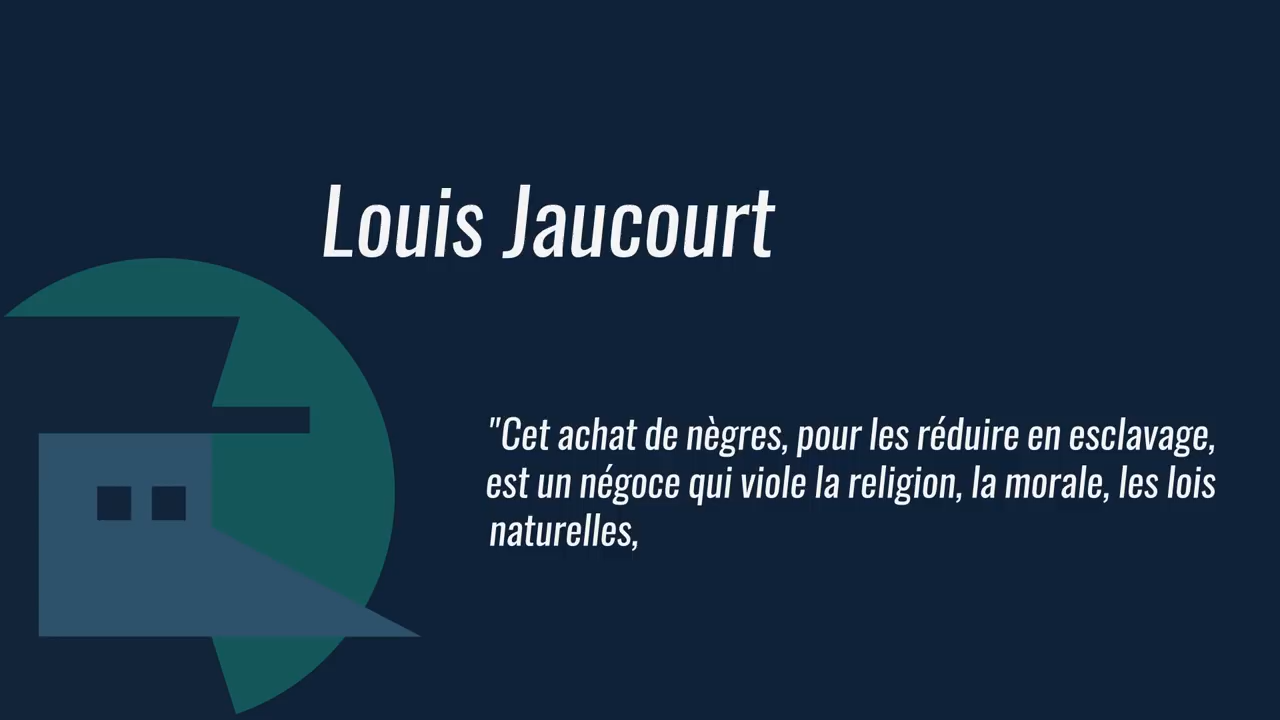 Louis Jaucourt
"Cet achat de nègres, pour les réduire en esclavage,
est un négoce qui viole la religion, la morale, les lois
naturelles,